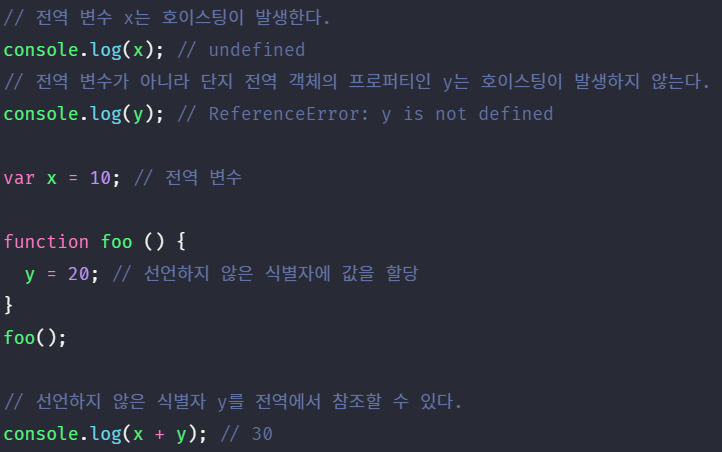 // 전역 변수 x는 호이스팅이 발생한다.
console.log(x); // undefined
// 전역 변수가 아니라 단지 전역 객체의 프로퍼티인 y는 호이스팅이 발생하지 않는다.
console.log(y); // ReferenceError: y is not defined
var x = 10; // 전역 변수
function foo () {
  y = 20; // 선언하지 않은 식별자에 값을 할당
}
foo();
// 선언하지 않은 식별자 y를 전역에서 참조할 수 있다.
console.log(x + y); // 30